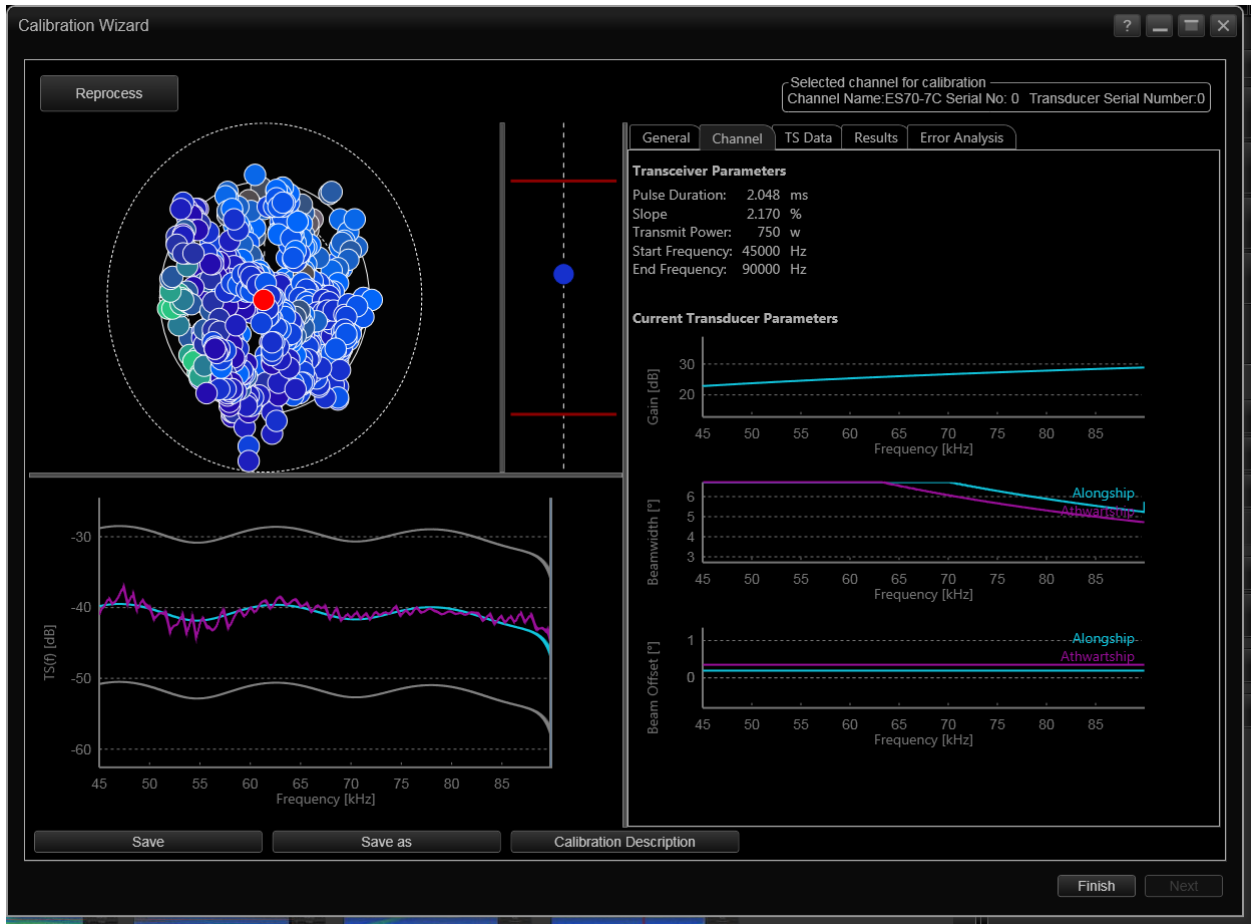 Calibration Wizard
?
Reprocess
Selected channel for calibration
Channel Name:ES70-7C Serial No: 0 Transducer Serial Number:0
General Channel TS Data Results Error Analysis
Transceiver Parameters
Pulse Duration: 2.048 ms
Slope 2.170 %
Transmit Power: 750 w
Start Frequency: 45000 Hz
End Frequency: 90000 Hz
Current Transducer Parameters
Gain [dB]
30
20
45 50 55 60 65 70 75 80 85
Frequency [kHz]
Beamwidth [°]
6
5
4
3
Alongship
Athwartship
45 50 55 60 65 70 75 80 85
Frequency [kHz]
Beam Offset [°]
1
0
Alongship
Athwartship
45 50 55 60 65 70 75 80 85
Frequency [kHz]
TS(f) [dB]
-30
-40
-50
-60
45 50 55 60 65 70 75 80 85
Frequency [kHz]
Save Save as Calibration Description
Finish Next